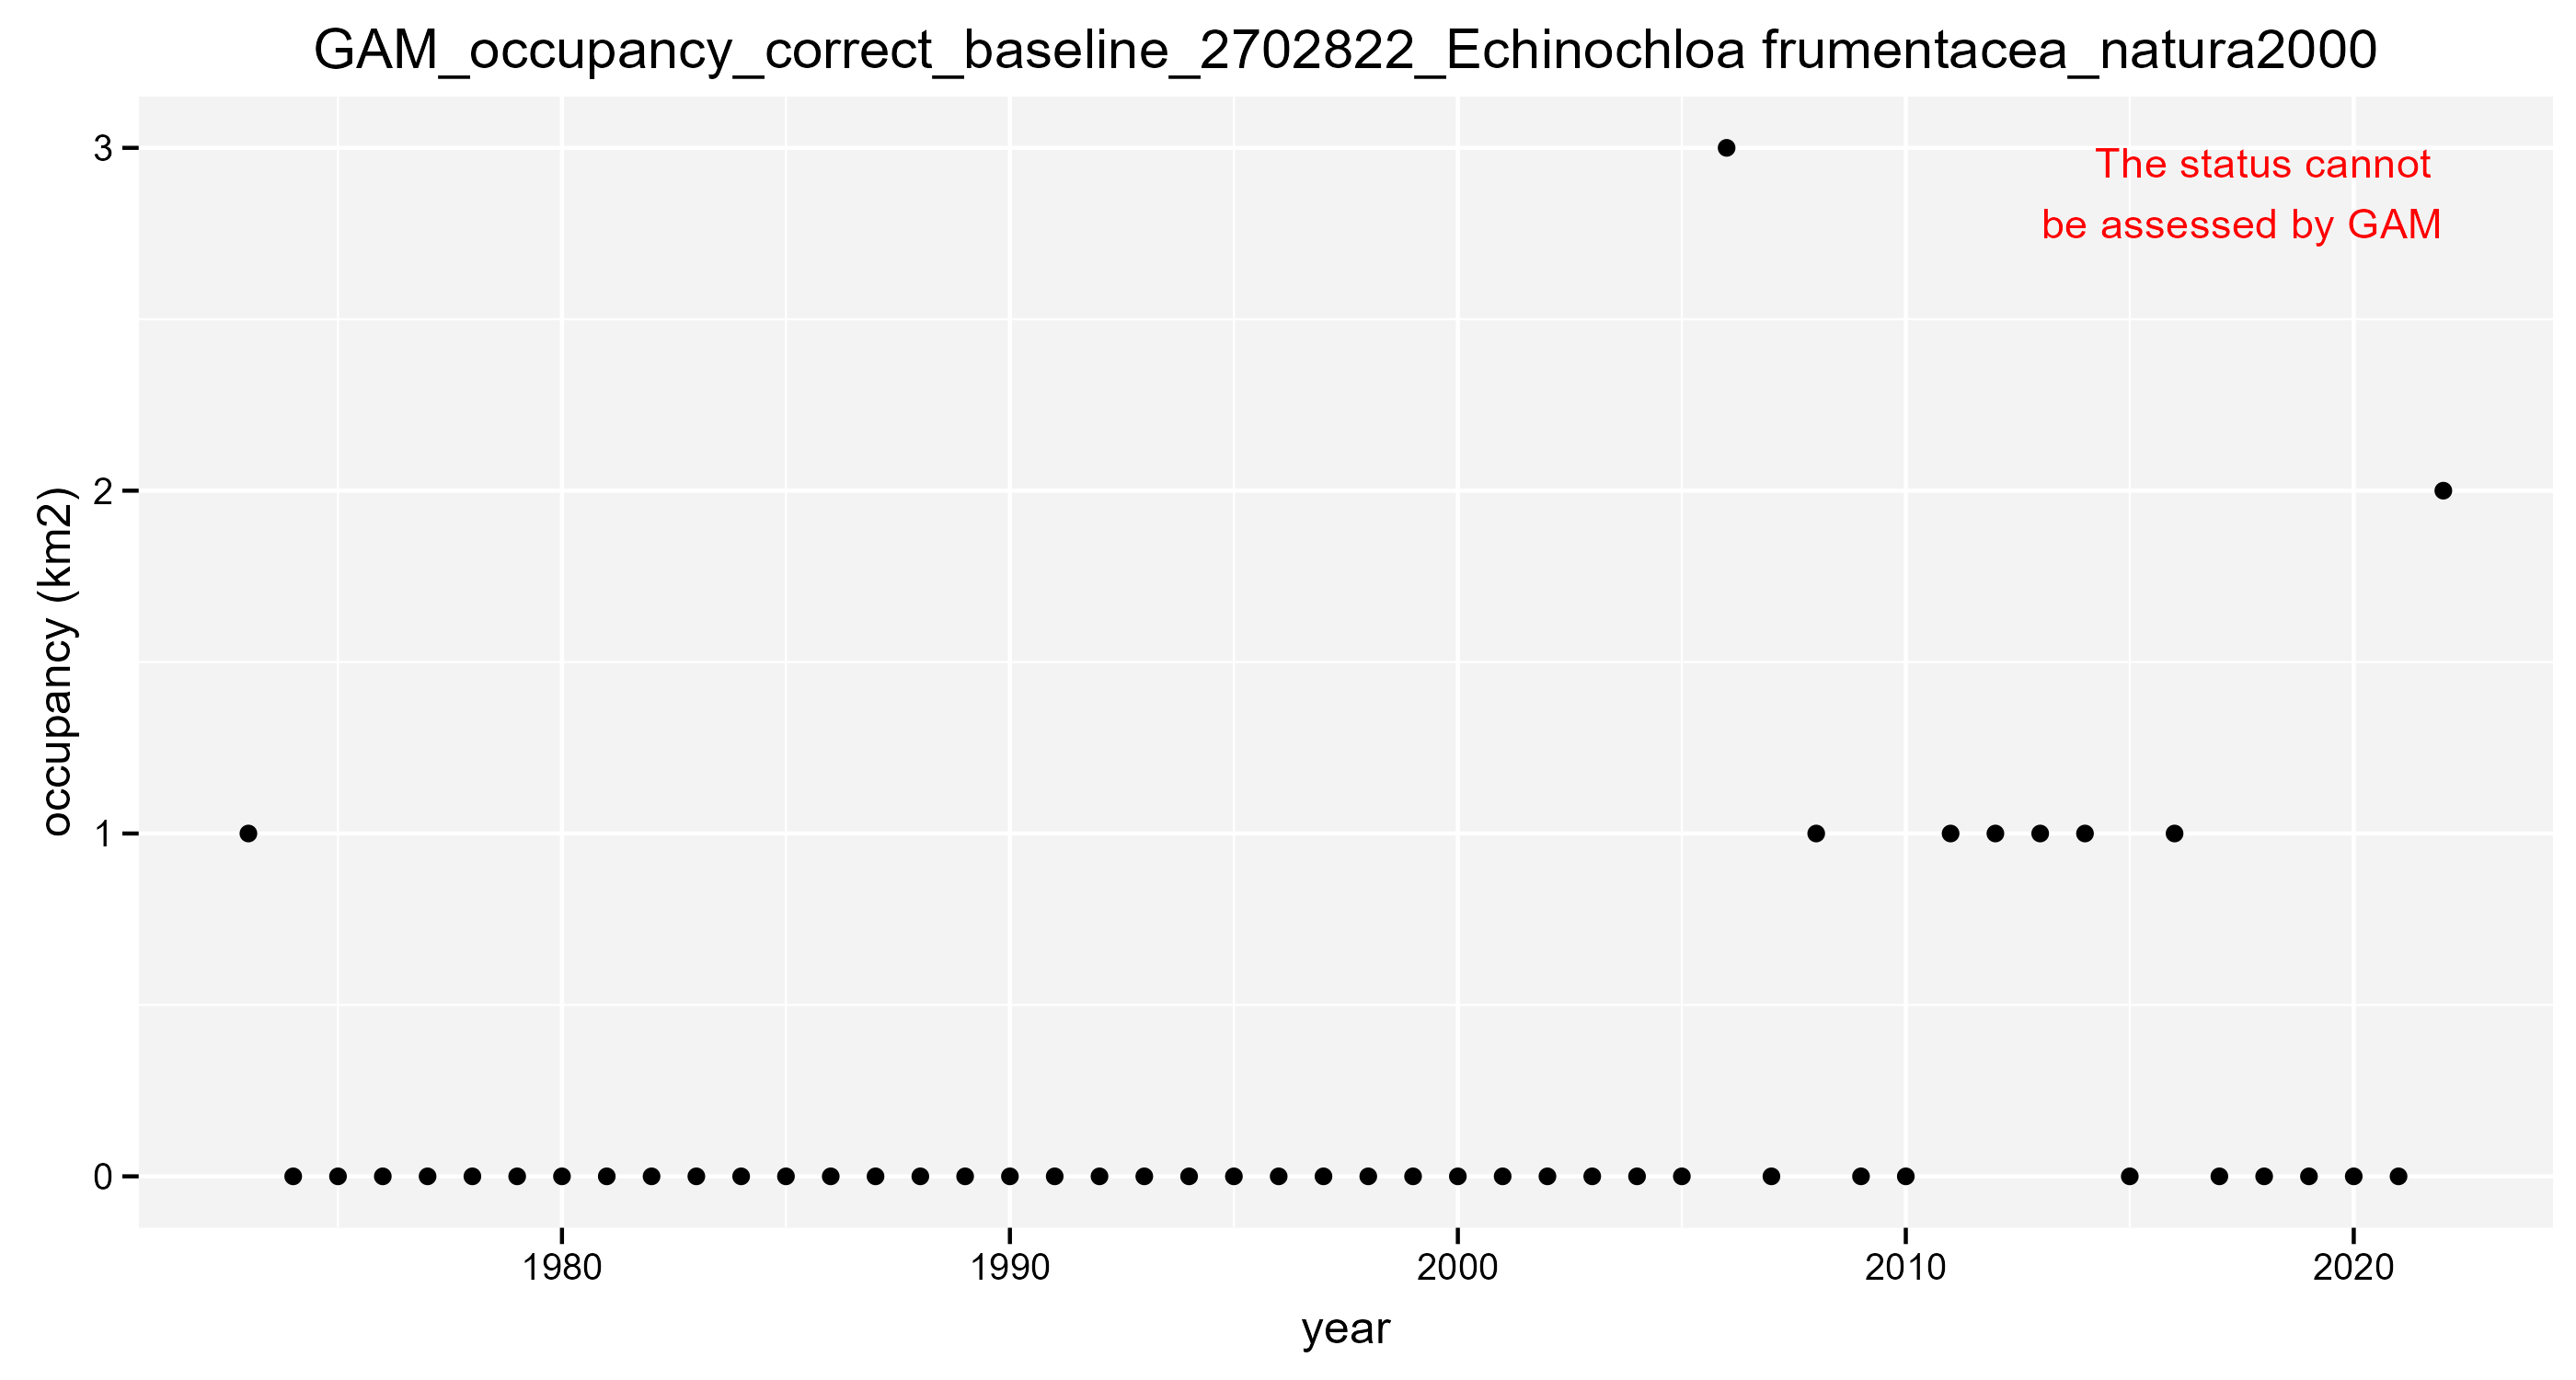 GAM_occupancy_correct_baseline_2702822_Echinochloa frumentacea_natura2000
The status cannot
be assessed by GAM
occupancy (km2)
3
2
1
0
1980 1990 2000 2010 2020
year